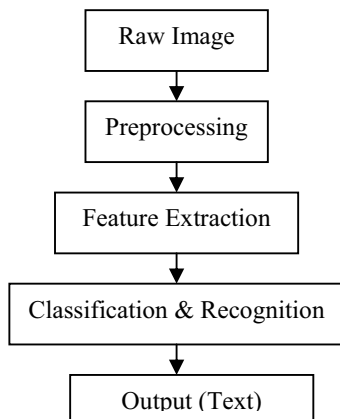 Raw Image
Preprocessing
Feature Extraction
Classification & Recognition
Output (Text)